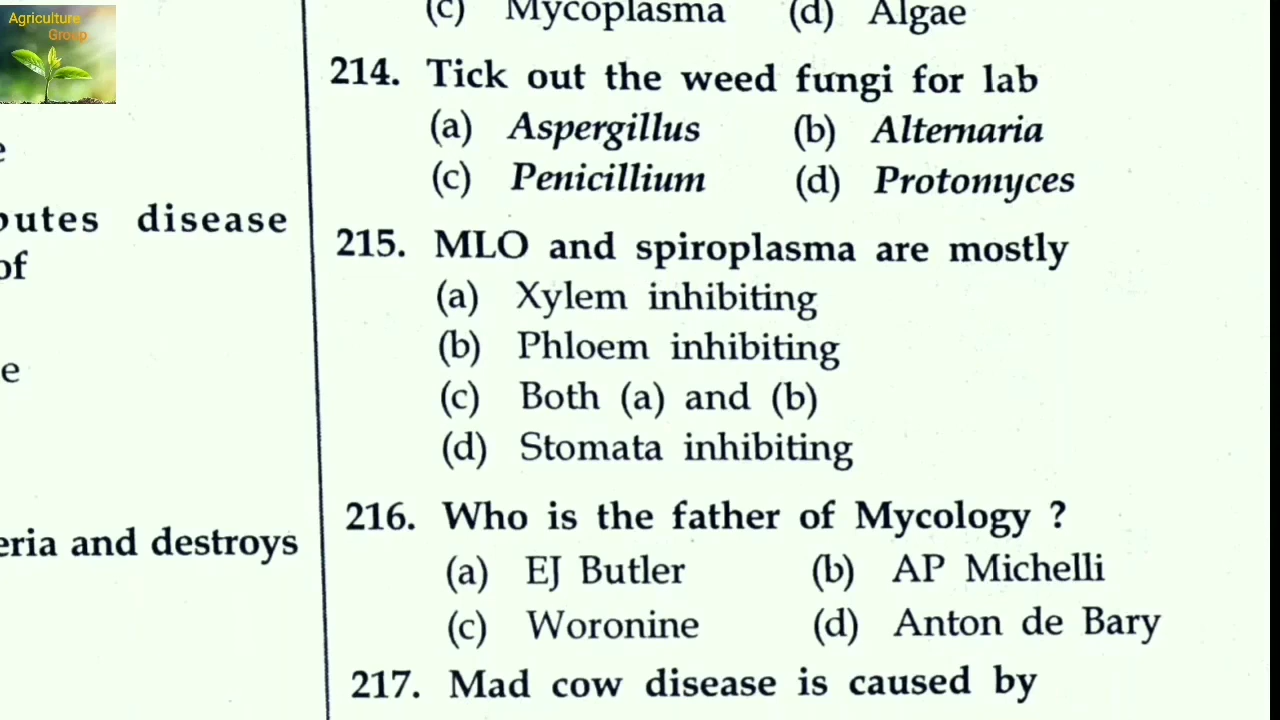 Agriculture
Group
e
butes disease
of
e
eria and destroys
(c) Mycoplasma (d) Algae
214. Tick out the weed fungi for lab
(a) Aspergillus (b) Alternaria
(c) Penicillium (d) Protomyces
215. MLO and spiroplasma are mostly
(a) Xylem inhibiting
(b) Phloem inhibiting
(c) Both (a) and (b)
(d) Stomata inhibiting
216. Who is the father of Mycology ?
(a) EJ Butler (b) AP Michelli
(c) Woronine (d) Anton de Bary
217. Mad cow disease is caused by